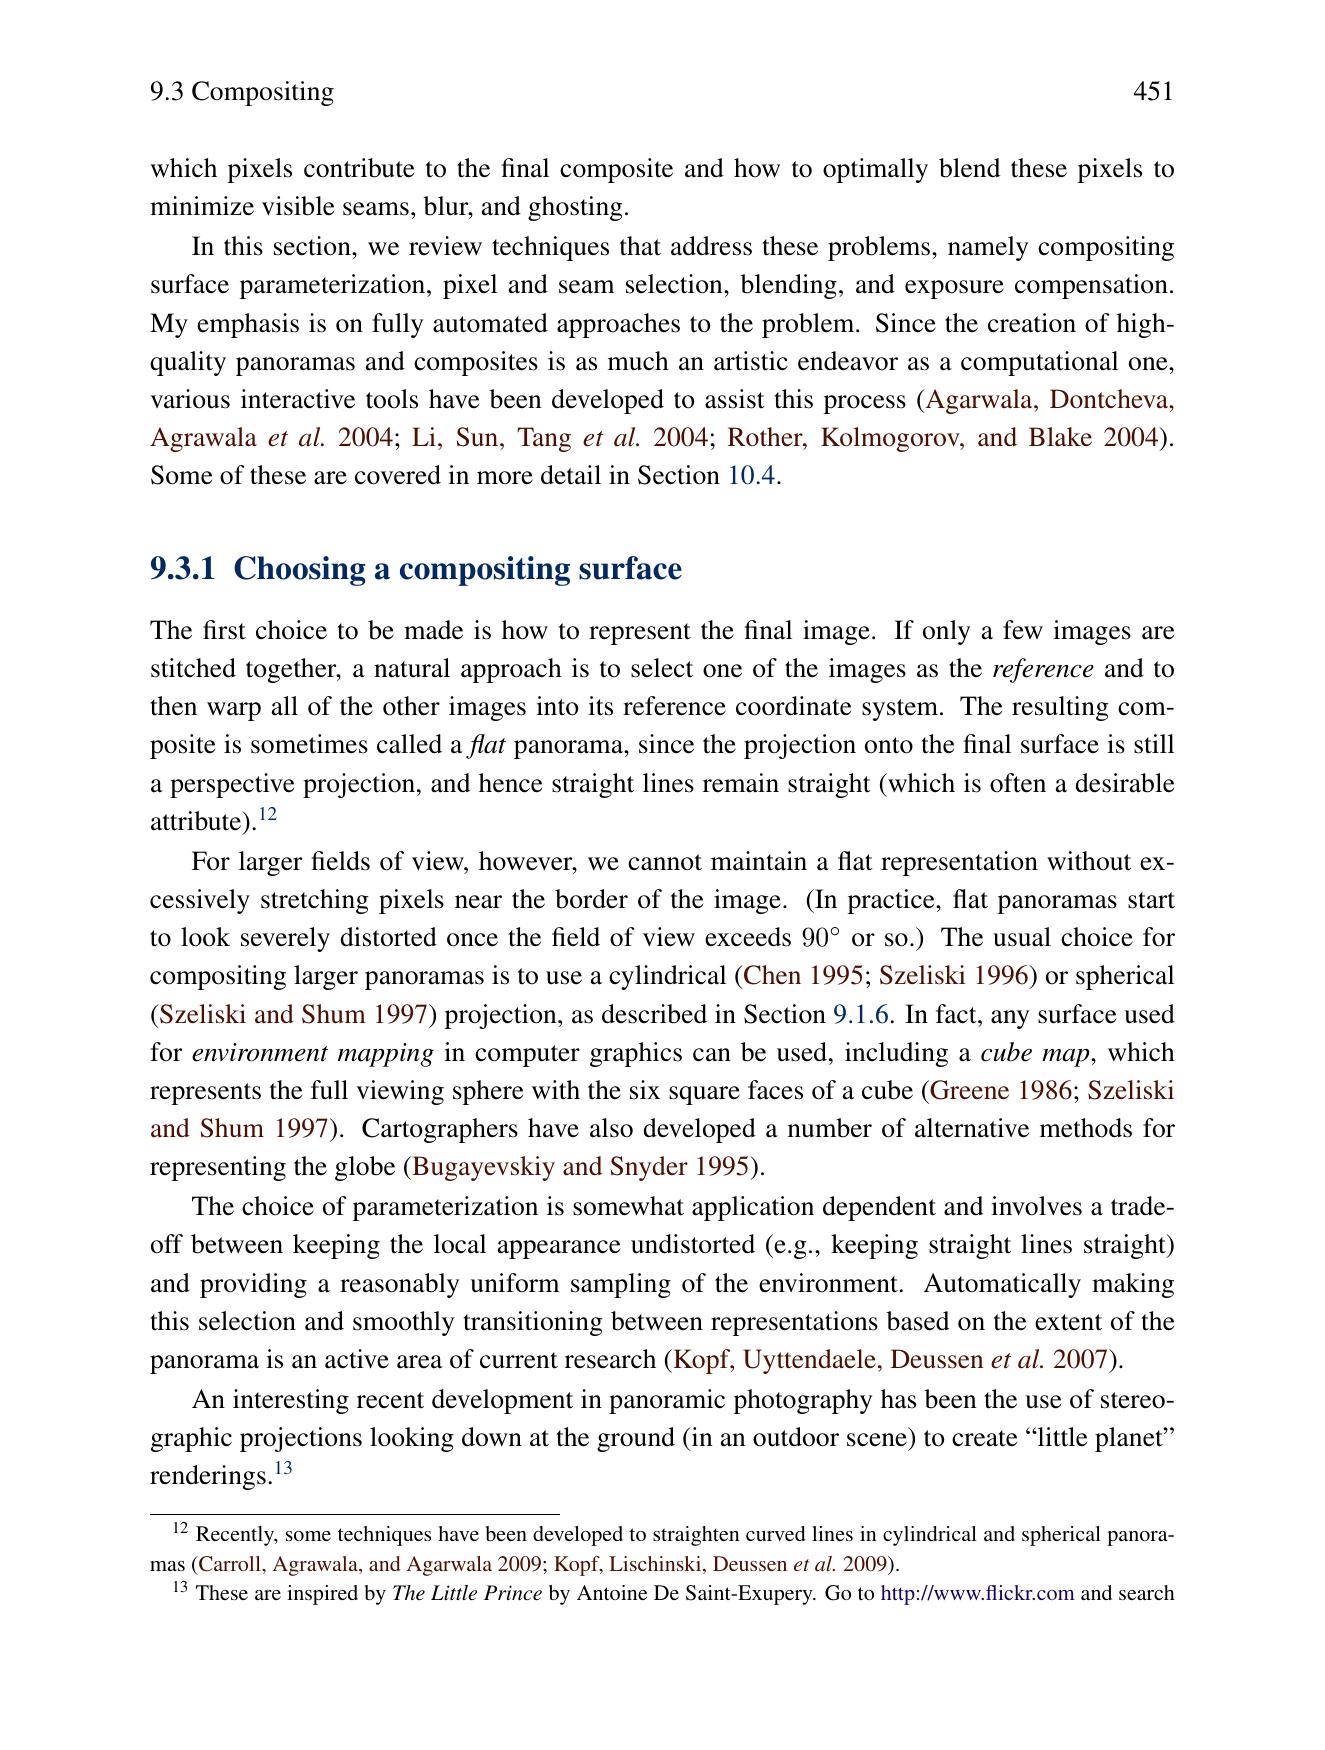 9.3 Compositing 451
which pixels contribute to the final composite and how to optimally blend these pixels to
minimize visible seams, blur, and ghosting.
In this section, we review techniques that address these problems, namely compositing
surface parameterization, pixel and seam selection, blending, and exposure compensation.
My emphasis is on fully automated approaches to the problem. Since the creation of high-
quality panoramas and composites is as much an artistic endeavor as a computational one,
various interactive tools have been developed to assist this process (Agarwala, Dontcheva,
Agrawala et al. 2004; Li, Sun, Tang et al. 2004; Rother, Kolmogorov, and Blake 2004).
Some of these are covered in more detail in Section 10.4.
9.3.1 Choosing a compositing surface
The first choice to be made is how to represent the final image. If only a few images are
stitched together, a natural approach is to select one of the images as the reference and to
then warp all of the other images into its reference coordinate system. The resulting com-
posite is sometimes called a flat panorama, since the projection onto the final surface is still
a perspective projection, and hence straight lines remain straight (which is often a desirable
attribute).12
For larger fields of view, however, we cannot maintain a flat representation without ex-
cessively stretching pixels near the border of the image. (In practice, flat panoramas start
to look severely distorted once the field of view exceeds 90° or so.) The usual choice for
compositing larger panoramas is to use a cylindrical (Chen 1995; Szeliski 1996) or spherical
(Szeliski and Shum 1997) projection, as described in Section 9.1.6. In fact, any surface used
for environment mapping in computer graphics can be used, including a cube map, which
represents the full viewing sphere with the six square faces of a cube (Greene 1986; Szeliski
and Shum 1997). Cartographers have also developed a number of alternative methods for
representing the globe (Bugayevskiy and Snyder 1995).
The choice of parameterization is somewhat application dependent and involves a trade-
off between keeping the local appearance undistorted (e.g., keeping straight lines straight)
and providing a reasonably uniform sampling of the environment. Automatically making
this selection and smoothly transitioning between representations based on the extent of the
panorama is an active area of current research (Kopf, Uyttendaele, Deussen et al. 2007).
An interesting recent development in panoramic photography has been the use of stereo-
graphic projections looking down at the ground (in an outdoor scene) to create “little planet”
renderings.13
12 Recently, some techniques have been developed to straighten curved lines in cylindrical and spherical panora-
mas (Carroll, Agrawala, and Agarwala 2009; Kopf, Lischinski, Deussen et al. 2009).
13 These are inspired by The Little Prince by Antoine De Saint-Exupery. Go to http://www.flickr.com and search